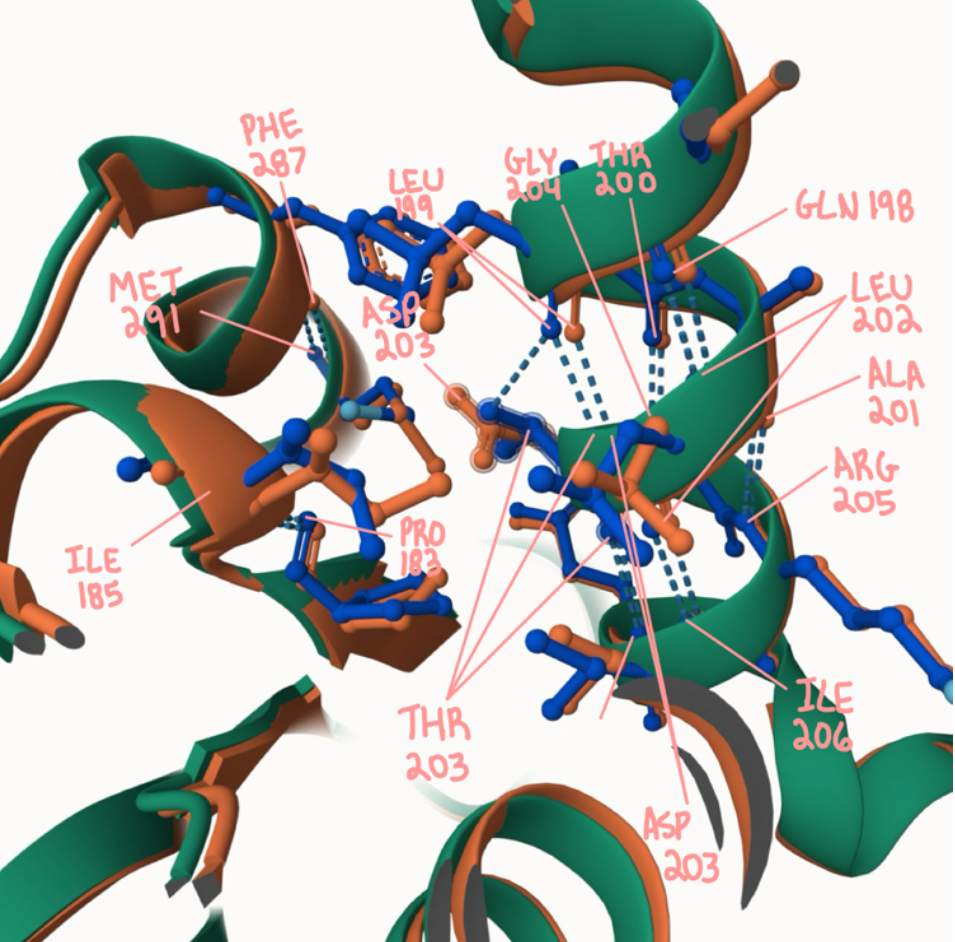 PHE
287
LEU
199
GLY
204
THR
200
GLN 198
MET
291
ASP
203
LEU
202
ALA
201
ARG
205
ILE
185
PRO
183
THR
203
ILE
206
ASP
203